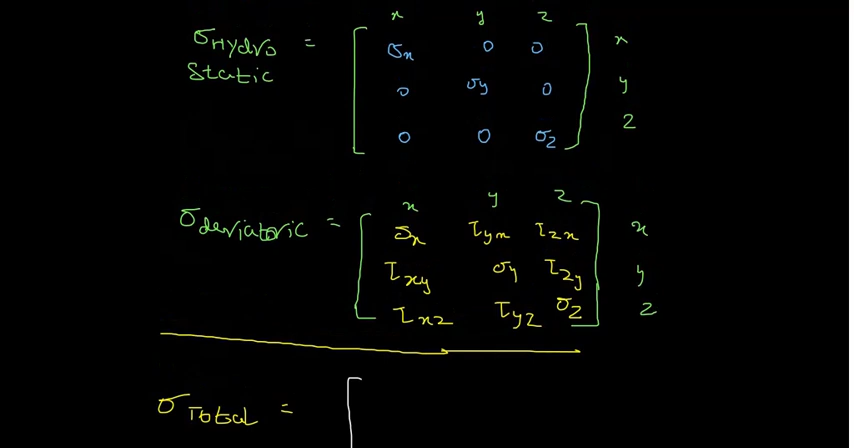 x y z
σHydro = [ σx 0 0 ] x
Static 0 σy 0 y
0 0 σz z
x y z
σdeviatoric = [ σx τyx τzx ] x
τxy σy τzy y
τxz τyz σz z
σTotal = [